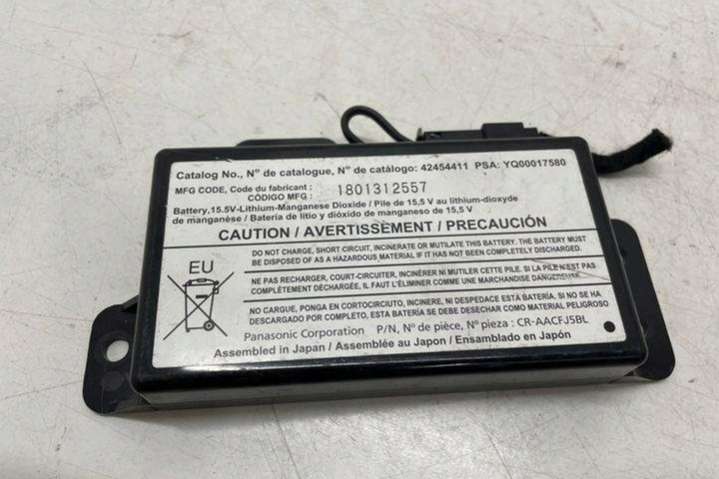 Catalog No., Nº de catalogue, Nº de catálogo: 42454411 PSA: YQ00017580
MFG CODE, Code du fabricant :
CÓDIGO MFG : 1801312557
Battery,15.5V-Lithium-Manganese Dioxide / Pile de 15,5 V au lithium-dioxyde
de manganèse / Batería de litio y dióxido de manganeso de 15,5 V
CAUTION / AVERTISSEMENT / PRECAUCIÓN
DO NOT CHARGE, SHORT CIRCUIT, INCINERATE OR MUTILATE THIS BATTERY. THE BATTERY MUST
BE DISPOSED OF AS A HAZARDOUS MATERIAL IF IT HAS NOT BEEN COMPLETELY DISCHARGED.
EU
NE PAS RECHARGER, COURT-CIRCUITER, INCINÉRER NI MUTILER CETTE PILE. SI LA PILE N'EST PAS
COMPLÈTEMENT DÉCHARGÉE, IL FAUT L'ÉLIMINER COMME UNE MARCHANDISE DANGEREUSE.
NO CARGUE, PONGA EN CORTOCIRCUITO, INCINERE, NI DESPEDACE ESTA BATERÍA, SI NO SE HA
DESCARGADO POR COMPLETO, ESTA BATERÍA SE DEBE DESECHAR COMO MATERIAL PELIGROSO
Panasonic Corporation P/N, Nº de pièce, Nº pieza : CR-AACFJ5BL
Assembled in Japan / Assemblée au Japon / Ensamblado en Japón